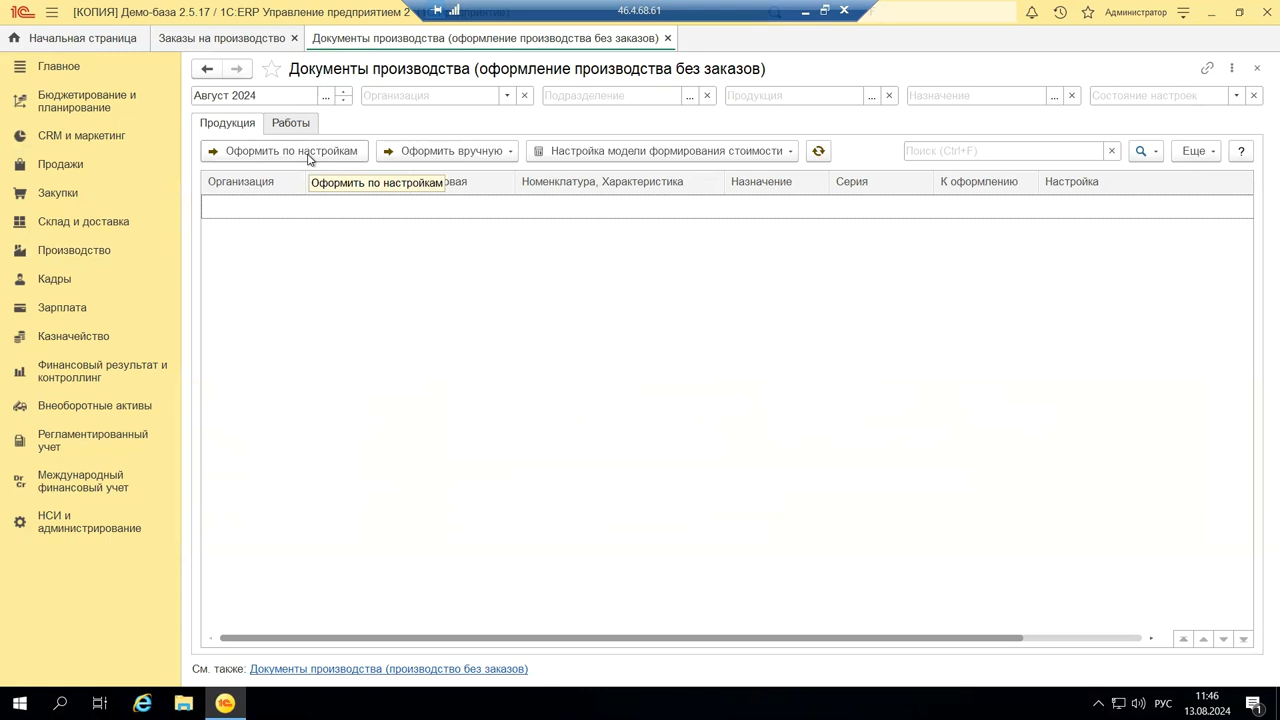 [КОПИЯ] Демо-база 2.5.17 / 1С:ERP Управление предприятием 2
46.4.68.61
Администратор
Начальная страница
Заказы на производство
Документы производства (оформление производства без заказов)
Главное
Бюджетирование и
планирование
CRM и маркетинг
Продажи
Закупки
Склад и доставка
Производство
Кадры
Зарплата
Казначейство
Финансовый результат и
контроллинг
Внеоборотные активы
Регламентированный
учет
Международный
финансовый учет
НСИ и
администрирование
Документы производства (оформление производства без заказов)
Август 2024
Организация
Подразделение
Продукция
Назначение
Состояние настроек
Продукция
Работы
Оформить по настройкам
Оформить вручную
Настройка модели формирования стоимости
Поиск (Ctrl+F)
Еще
?
Организация
Оформить по настройкам
овая
Номенклатура, Характеристика
Назначение
Серия
К оформлению
Настройка
См. также: Документы производства (производство без заказов)
РУС
11:46
13.08.2024
1